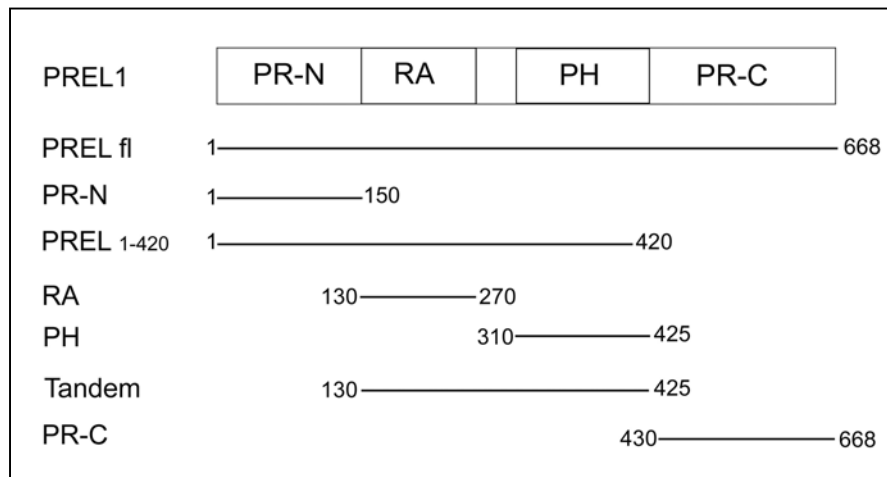 PREL1 PR-N RA PH PR-C
PREL fl 1 668
PR-N 1 150
PREL 1-420 1 420
RA 130 270
PH 310 425
Tandem 130 425
PR-C 430 668